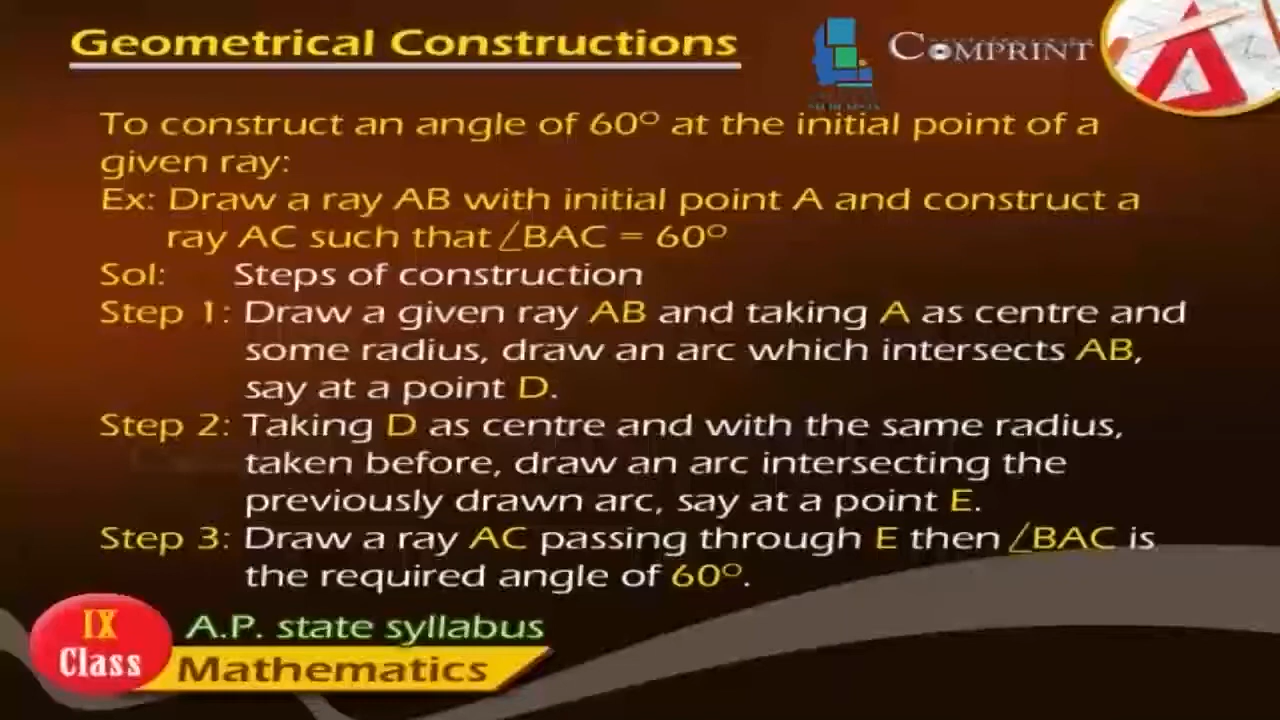 Geometrical Constructions
COMPRINT
To construct an angle of 60° at the initial point of a
given ray:
Ex: Draw a ray AB with initial point A and construct a
ray AC such that ∠BAC = 60°
Sol: Steps of construction
Step 1: Draw a given ray AB and taking A as centre and
some radius, draw an arc which intersects AB,
say at a point D.
Step 2: Taking D as centre and with the same radius,
taken before, draw an arc intersecting the
previously drawn arc, say at a point E.
Step 3: Draw a ray AC passing through E then ∠BAC is
the required angle of 60°.
IX
Class
A.P. state syllabus
Mathematics